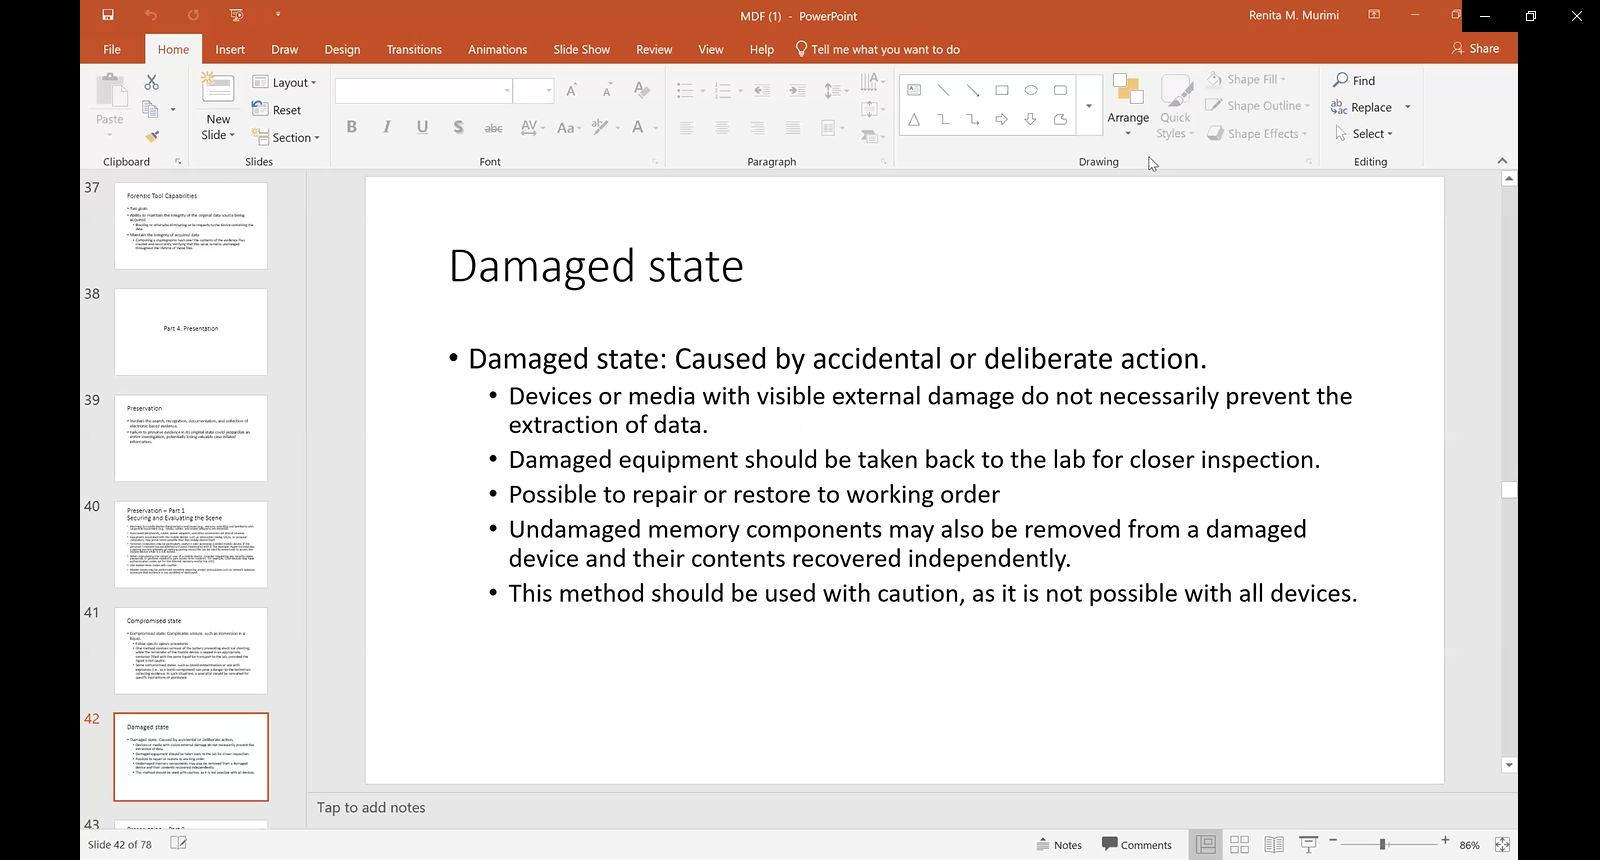 MDF (1) - PowerPoint
Renita M. Murimi
File Home Insert Draw Design Transitions Animations Slide Show Review View Help Tell me what you want to do Share
Paste
Clipboard
New
Slide
Layout
Reset
Section
Slides
B I U S abc AV Aa A
Font
Paragraph
Arrange
Quick
Styles
Shape Fill
Shape Outline
Shape Effects
Drawing
Find
Replace
Select
Editing
37
Forensic Tool Capabilities
38
Part 4. Presentation
39
Preservation
40
Preservation – Part 1
Securing and Evaluating the Scene
41
Compromised state
42
Damaged state
43
Damaged state
• Damaged state: Caused by accidental or deliberate action.
• Devices or media with visible external damage do not necessarily prevent the
extraction of data.
• Damaged equipment should be taken back to the lab for closer inspection.
• Possible to repair or restore to working order
• Undamaged memory components may also be removed from a damaged
device and their contents recovered independently.
• This method should be used with caution, as it is not possible with all devices.
Tap to add notes
Slide 42 of 78
Notes
Comments
86%